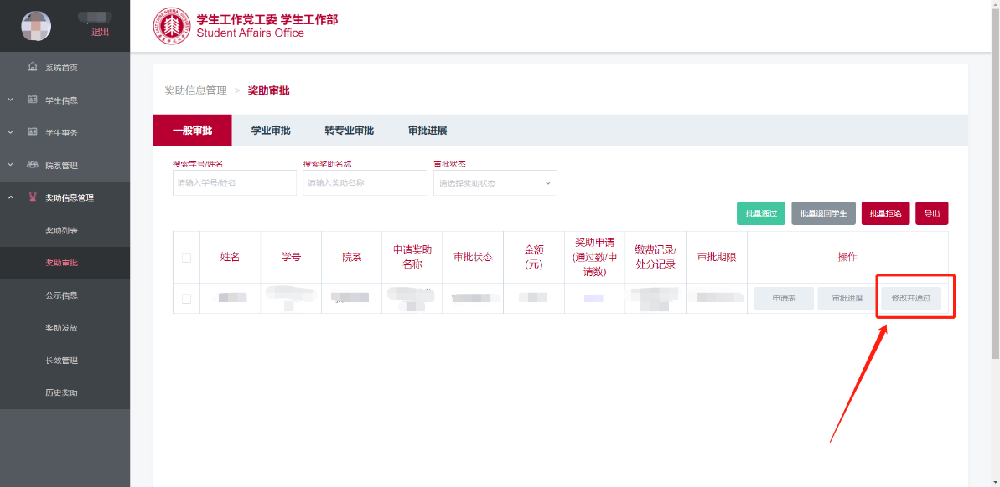 退出
系统首页
学生信息
学生事务
院系管理
奖助信息管理
奖助列表
奖助审批
公示信息
奖助发放
长效管理
历史奖助
学生工作党工委 学生工作部
Student Affairs Office
奖助信息管理 > 奖助审批
一般审批 学业审批 转专业审批 审批进展
搜索学号/姓名 搜索奖助名称 审批状态
请输入学号/姓名 请输入奖助名称 请选择奖助状态
批量通过 批量退回学生 批量拒绝 导出
姓名 学号 院系 申请奖助名称 审批状态 金额(元) 奖助申请(通过数/申请数) 缴费记录/处分记录 审批期限 操作
申请表 审批进度 修改并通过